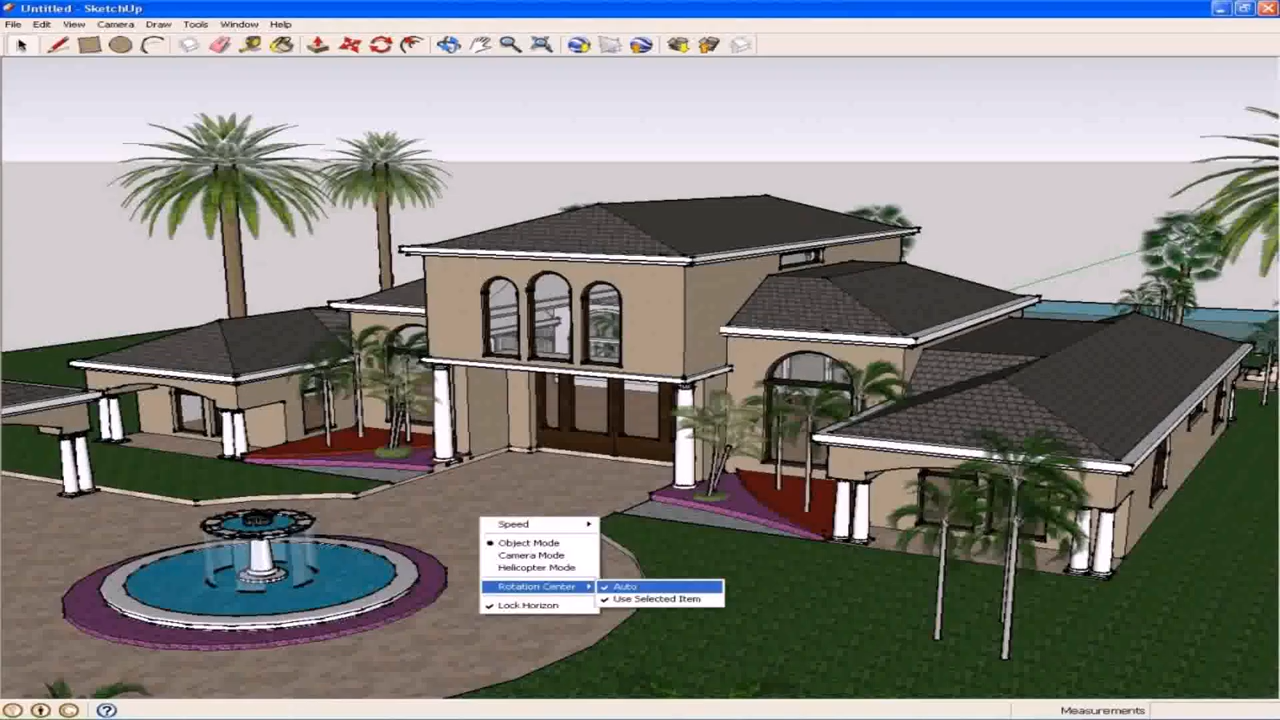 Untitled - SketchUp
File Edit View Camera Draw Tools Window Help
Speed
Object Mode
Camera Mode
Helicopter Mode
Rotation Center
Auto
Use Selected Item
Lock Horizon
Measurements